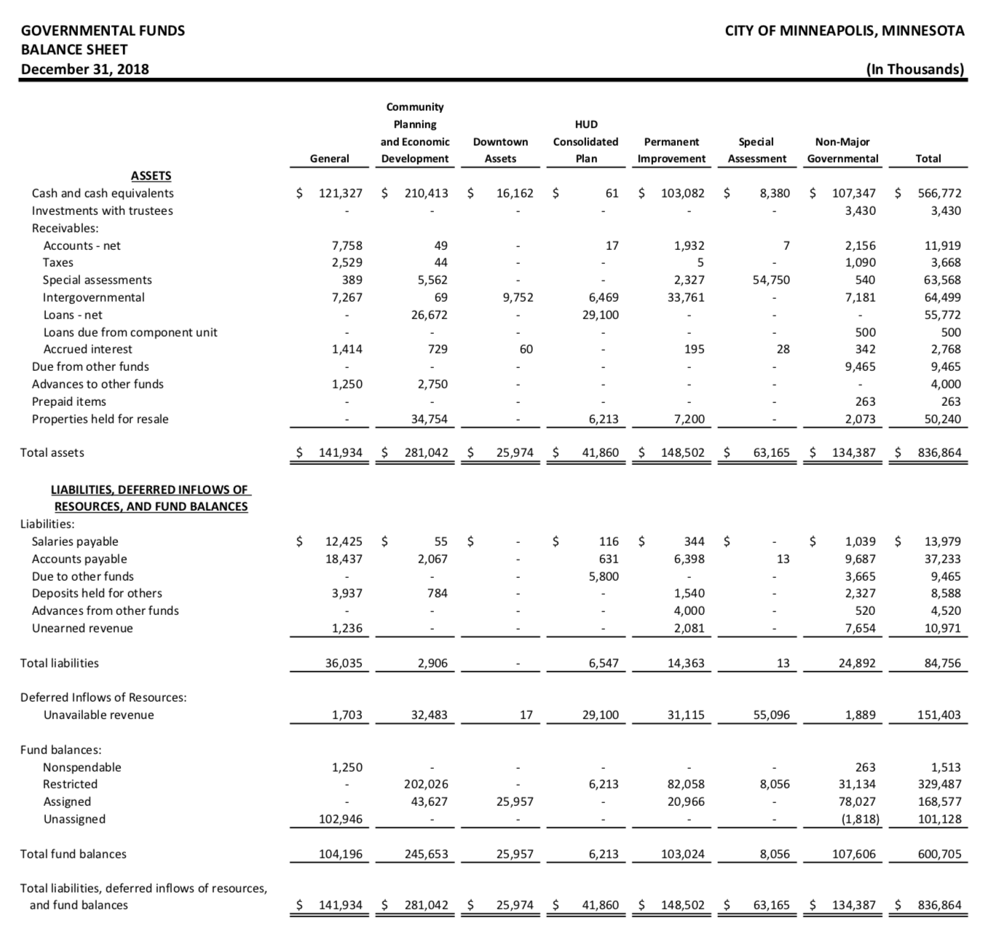 GOVERNMENTAL FUNDS CITY OF MINNEAPOLIS, MINNESOTA
BALANCE SHEET
December 31, 2018 (In Thousands)
Community
Planning HUD
and Economic Downtown Consolidated Permanent Special Non-Major
General Development Assets Plan Improvement Assessment Governmental Total
ASSETS
Cash and cash equivalents $ 121,327 $ 210,413 $ 16,162 $ 61 $ 103,082 $ 8,380 $ 107,347 $ 566,772
Investments with trustees - - - - - - 3,430 3,430
Receivables:
Accounts - net 7,758 49 - 17 1,932 7 2,156 11,919
Taxes 2,529 44 - - 5 - 1,090 3,668
Special assessments 389 5,562 - - 2,327 54,750 540 63,568
Intergovernmental 7,267 69 9,752 6,469 33,761 - 7,181 64,499
Loans - net - 26,672 - 29,100 - - - 55,772
Loans due from component unit - - - - - - 500 500
Accrued interest 1,414 729 60 - 195 28 342 2,768
Due from other funds - - - - - - 9,465 9,465
Advances to other funds 1,250 2,750 - - - - - 4,000
Prepaid items - - - - - - 263 263
Properties held for resale - 34,754 - 6,213 7,200 - 2,073 50,240
Total assets $ 141,934 $ 281,042 $ 25,974 $ 41,860 $ 148,502 $ 63,165 $ 134,387 $ 836,864
LIABILITIES, DEFERRED INFLOWS OF
RESOURCES, AND FUND BALANCES
Liabilities:
Salaries payable $ 12,425 $ 55 $ - $ 116 $ 344 $ - $ 1,039 $ 13,979
Accounts payable 18,437 2,067 - 631 6,398 13 9,687 37,233
Due to other funds - - - 5,800 - - 3,665 9,465
Deposits held for others 3,937 784 - - 1,540 - 2,327 8,588
Advances from other funds - - - - 4,000 - 520 4,520
Unearned revenue 1,236 - - - 2,081 - 7,654 10,971
Total liabilities 36,035 2,906 - 6,547 14,363 13 24,892 84,756
Deferred Inflows of Resources:
Unavailable revenue 1,703 32,483 17 29,100 31,115 55,096 1,889 151,403
Fund balances:
Nonspendable 1,250 - - - - - 263 1,513
Restricted - 202,026 - 6,213 82,058 8,056 31,134 329,487
Assigned - 43,627 25,957 - 20,966 - 78,027 168,577
Unassigned 102,946 - - - - - (1,818) 101,128
Total fund balances 104,196 245,653 25,957 6,213 103,024 8,056 107,606 600,705
Total liabilities, deferred inflows of resources,
and fund balances $ 141,934 $ 281,042 $ 25,974 $ 41,860 $ 148,502 $ 63,165 $ 134,387 $ 836,864